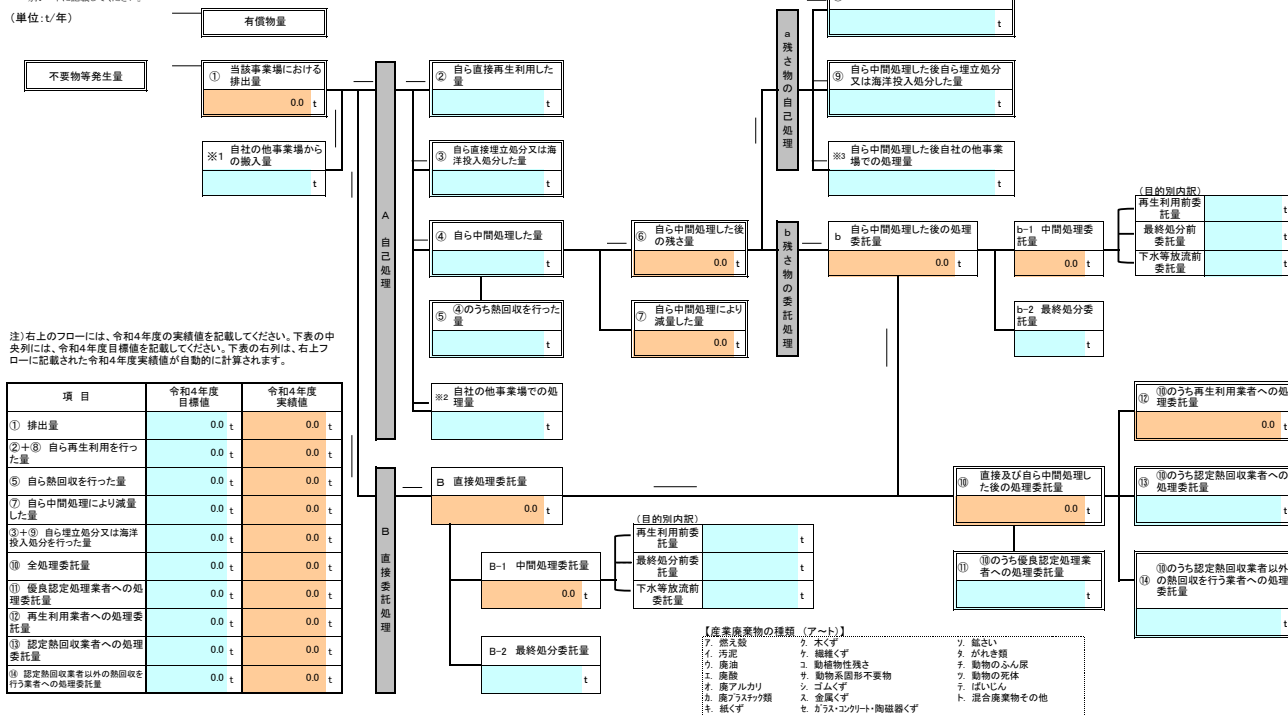 (単位:t/年)
有償物量
不要物等発生量
① 当該事業場における
排出量
0.0 t
※1 自社の他事業場から
の搬入量
t
A
自
己
処
理
② 自ら直接再生利用した
量
t
③ 自ら直接埋立処分又は海
洋投入処分した量
t
④ 自ら中間処理した量
t
⑤ ④のうち熱回収を行った
量
t
※2 自社の他事業場での処
理量
t
⑥ 自ら中間処理した後
の残さ量
0.0 t
⑦ 自ら中間処理により
減量した量
0.0 t
a
残
さ
物
の
自
己
処
理
t
⑨ 自ら中間処理した後自ら埋立処分
又は海洋投入処分した量
t
※3 自ら中間処理した後自社の他事業
場での処理量
t
b
残
さ
物
の
委
託
処
理
b 自ら中間処理した後の処理
委託量
0.0 t
b-1 中間処理委
託量
0.0 t
b-2 最終処分委
託量
t
(目的別内訳)
再生利用前委
託量
t
最終処分前
委託量
t
下水等放流前
委託量
t
注)右上のフローには、令和4年度の実績値を記載してください。下表の中
央列には、令和4年度目標値を記載してください。下表の右列は、右上フ
ローに記載された令和4年度実績値が自動的に計算されます。
項 目 令和4年度
目標値 令和4年度
実績値
① 排出量 0.0 t 0.0 t
②+⑧ 自ら再生利用を行っ
た量 0.0 t 0.0 t
⑤ 自ら熱回収を行った量 0.0 t 0.0 t
⑦ 自ら中間処理により減量
した量 0.0 t 0.0 t
③+⑨ 自ら埋立処分又は海洋
投入処分を行った量 0.0 t 0.0 t
⑩ 全処理委託量 0.0 t 0.0 t
⑪ 優良認定処理業者への処
理委託量 0.0 t 0.0 t
⑫ 再生利用業者への処理委
託量 0.0 t 0.0 t
⑬ 認定熱回収業者への処理
委託量 0.0 t 0.0 t
⑭ 認定熱回収業者以外の熱回収を
行う業者への処理委託量 0.0 t 0.0 t
B
直
接
委
託
処
理
B 直接処理委託量
0.0 t
B-1 中間処理委託量
0.0 t
B-2 最終処分委託量
t
(目的別内訳)
再生利用前委
託量
t
最終処分前委
託量
t
下水等放流前
委託量
t
⑩ 直接及び自ら中間処理し
た後の処理委託量
0.0 t
⑪ ⑩のうち優良認定処理業
者への処理委託量
t
⑫ ⑩のうち再生利用業者への処
理委託量
0.0 t
⑬ ⑩のうち認定熱回収業者への
処理委託量
t
⑭ ⑩のうち認定熱回収業者以外
の熱回収を行う業者への処理
委託量
t
【産業廃棄物の種類 (ア~ト)】
ア. 燃え殻 ク. 木くず ソ. 鉱さい
イ. 汚泥 ケ. 繊維くず タ. がれき類
ウ. 廃油 コ. 動植物性残さ チ. 動物のふん尿
エ. 廃酸 サ. 動物系固形不要物 ツ. 動物の死体
オ. 廃アルカリ シ. ゴムくず テ. ばいじん
カ. 廃プラスチック類 ス. 金属くず ト. 混合廃棄物その他
キ. 紙くず セ. ガラス・コンクリート・陶磁器くず